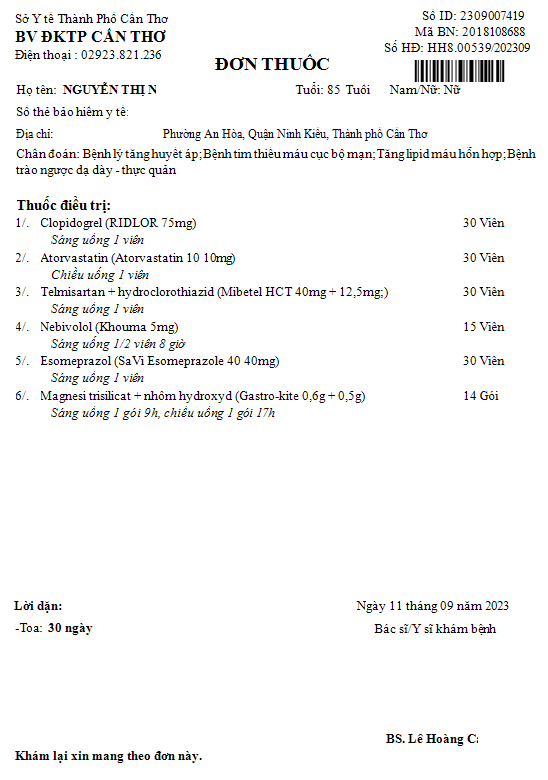 Sở Y tế Thành Phố Cần Thơ
BV ĐKTP CẦN THƠ
Điện thoại : 02923.821.236
Số ID: 2309007419
Mã BN: 2018108688
Số HĐ: HH8.00539/202309
ĐƠN THUỐC
Họ tên: NGUYỄN THỊ N Tuổi: 85 Tuổi Nam/Nữ: Nữ
Số thẻ bảo hiểm y tế:
Địa chỉ: Phường An Hòa, Quận Ninh Kiều, Thành phố Cần Thơ
Chẩn đoán: Bệnh lý tăng huyết áp; Bệnh tim thiếu máu cục bộ mạn; Tăng lipid máu hỗn hợp; Bệnh
trào ngược dạ dày - thực quản
Thuốc điều trị:
1/. Clopidogrel (RIDLOR 75mg) 30 Viên
Sáng uống 1 viên
2/. Atorvastatin (Atorvastatin 10 10mg) 30 Viên
Chiều uống 1 viên
3/. Telmisartan + hydroclorothiazid (Mibetel HCT 40mg + 12,5mg;) 30 Viên
Sáng uống 1 viên
4/. Nebivolol (Khouma 5mg) 15 Viên
Sáng uống 1/2 viên 8 giờ
5/. Esomeprazol (SaVi Esomeprazole 40 40mg) 30 Viên
Sáng uống 1 viên
6/. Magnesi trisilicat + nhôm hydroxyd (Gastro-kite 0,6g + 0,5g) 14 Gói
Sáng uống 1 gói 9h, chiều uống 1 gói 17h
Lời dặn:
-Toa: 30 ngày
Ngày 11 tháng 09 năm 2023
Bác sĩ/Y sĩ khám bệnh
BS. Lê Hoàng
Khám lại xin mang theo đơn này.